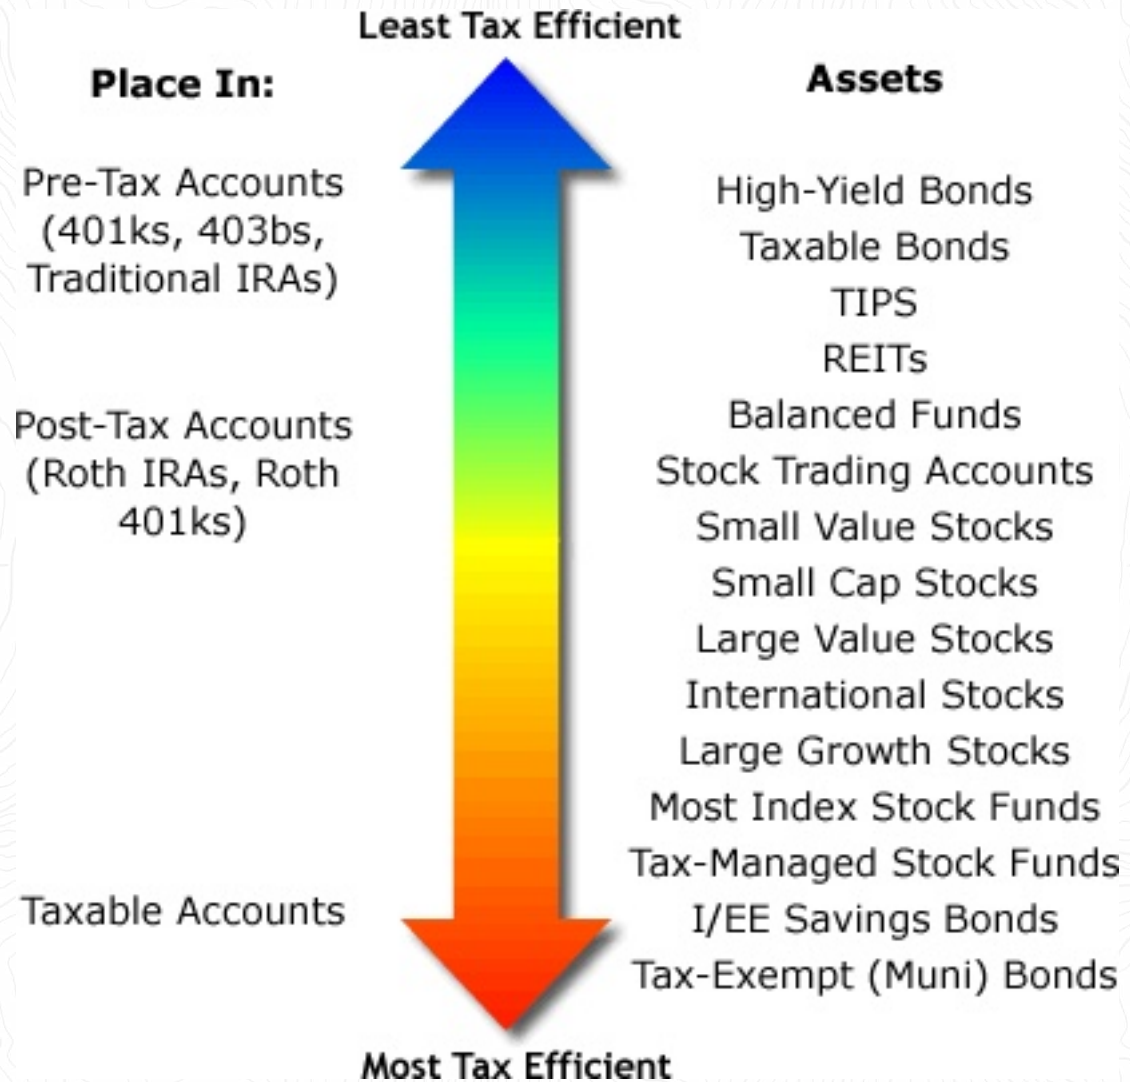 Least Tax Efficient
Place In:
Pre-Tax Accounts
(401ks, 403bs,
Traditional IRAs)
Post-Tax Accounts
(Roth IRAs, Roth
401ks)
Taxable Accounts
Assets
High-Yield Bonds
Taxable Bonds
TIPS
REITs
Balanced Funds
Stock Trading Accounts
Small Value Stocks
Small Cap Stocks
Large Value Stocks
International Stocks
Large Growth Stocks
Most Index Stock Funds
Tax-Managed Stock Funds
I/EE Savings Bonds
Tax-Exempt (Muni) Bonds
Most Tax Efficient